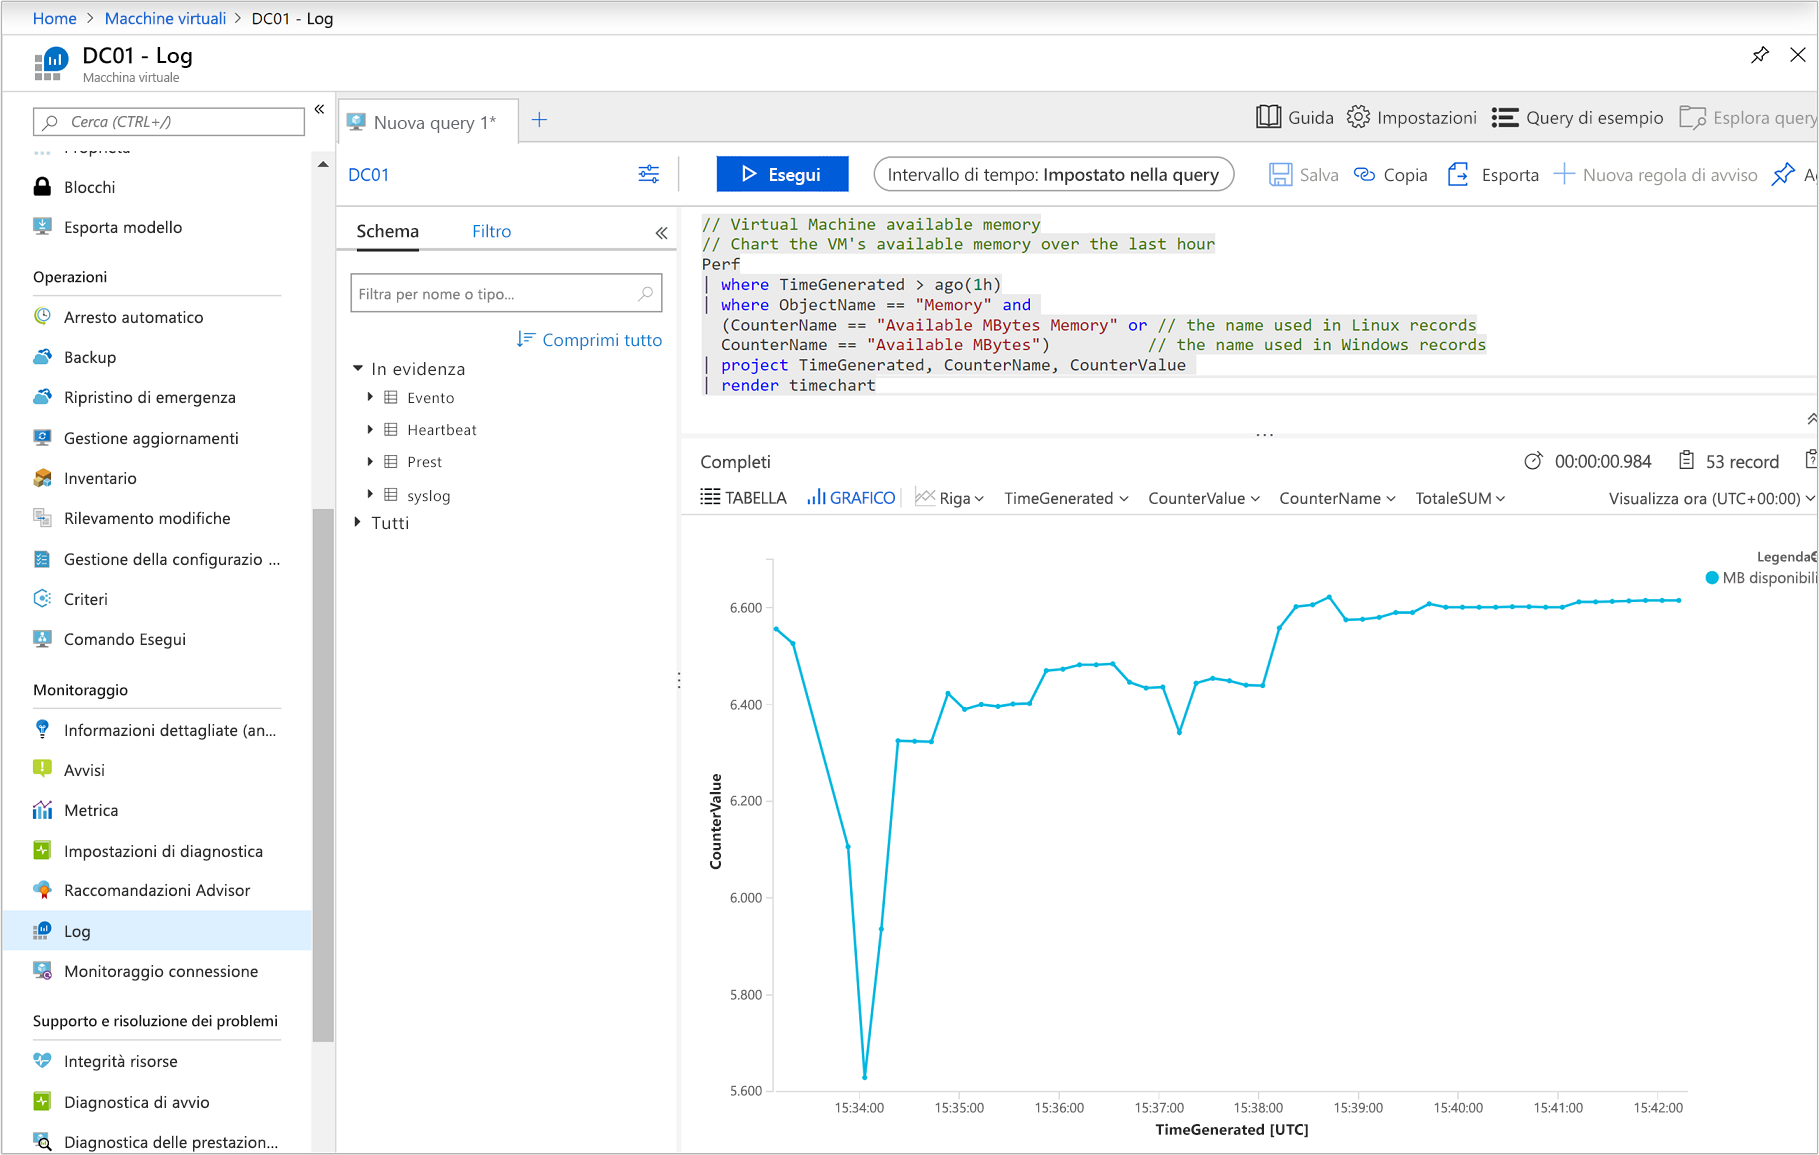 Home > Macchine virtuali > DC01 - Log
DC01 - Log
Macchina virtuale
Cerca (CTRL+/)
Proprietà
Blocchi
Esporta modello
Operazioni
Arresto automatico
Backup
Ripristino di emergenza
Gestione aggiornamenti
Inventario
Rilevamento modifiche
Gestione della configurazio ...
Criteri
Comando Esegui
Monitoraggio
Informazioni dettagliate (an...
Avvisi
Metrica
Impostazioni di diagnostica
Raccomandazioni Advisor
Log
Monitoraggio connessione
Supporto e risoluzione dei problemi
Integrità risorse
Diagnostica di avvio
Diagnostica delle prestazion...
Nuova query 1*
Guida Impostazioni Query di esempio Esplora query
DC01
Esegui Intervallo di tempo: Impostato nella query Salva Copia Esporta Nuova regola di avviso
Schema Filtro
Filtra per nome o tipo...
Comprimi tutto
In evidenza
Evento
Heartbeat
Prest
syslog
Tutti
// Virtual Machine available memory
// Chart the VM's available memory over the last hour
Perf
| where TimeGenerated > ago(1h)
| where ObjectName == "Memory" and
(CounterName == "Available MBytes Memory" or // the name used in Linux records
CounterName == "Available MBytes") // the name used in Windows records
| project TimeGenerated, CounterName, CounterValue
| render timechart
Completi 00:00:00.984 53 record
TABELLA GRAFICO Riga TimeGenerated CounterValue CounterName TotaleSUM Visualizza ora (UTC+00:00)
Legenda
MB disponibili
6.600
6.400
6.200
6.000
5.800
5.600
CounterValue
15:34:00 15:35:00 15:36:00 15:37:00 15:38:00 15:39:00 15:40:00 15:41:00 15:42:00
TimeGenerated [UTC]